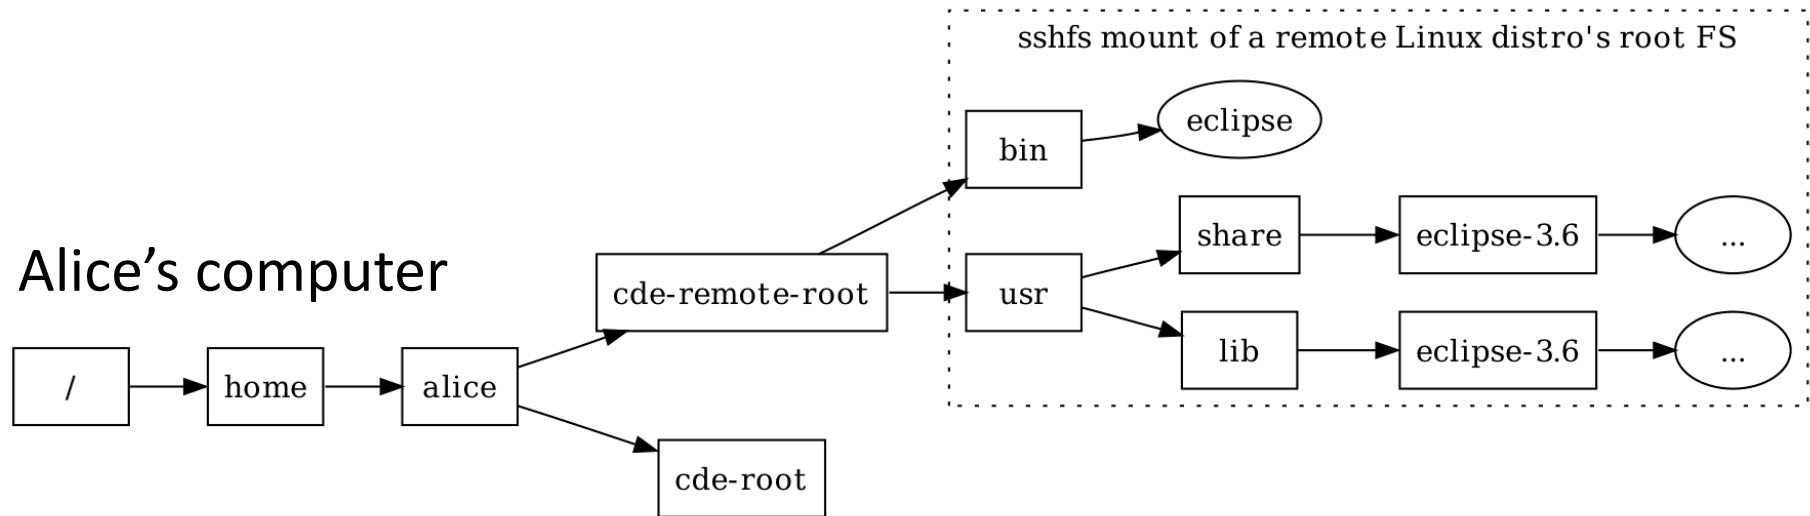 sshfs mount of a remote Linux distro's root FS
eclipse
bin
share
eclipse-3.6
...
Alice’s computer
cde-remote-root
usr
lib
eclipse-3.6
...
/
home
alice
cde-root